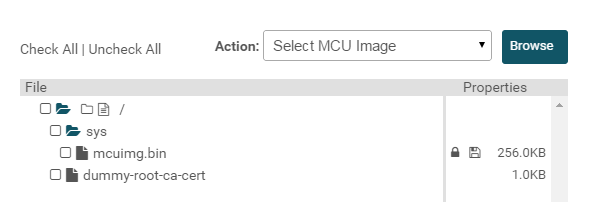 Check All | Uncheck All Action: Select MCU Image Browse
File Properties
/
sys
mcuimg.bin 256.0KB
dummy-root-ca-cert 1.0KB